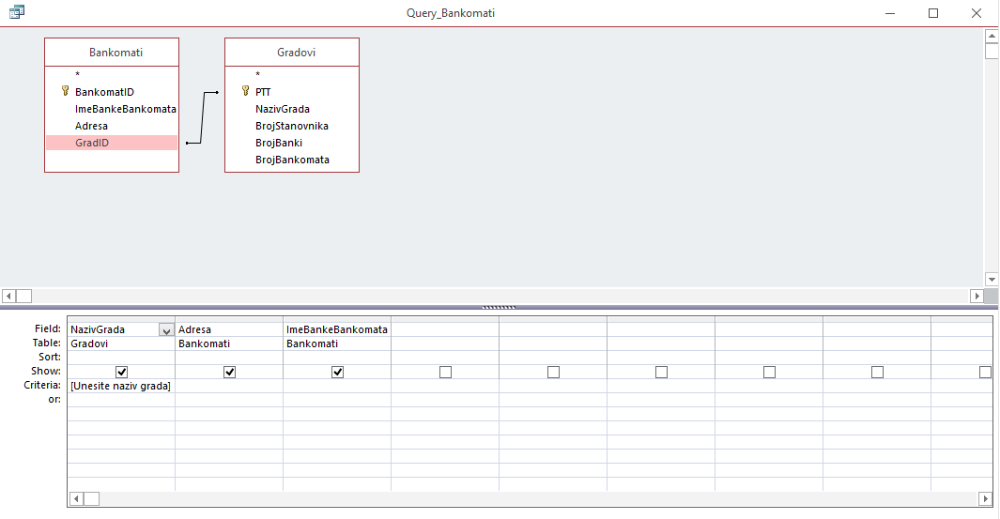 Query_Bankomati
Bankomati
*
BankomatID
ImeBankeBankomata
Adresa
GradID
Gradovi
*
PTT
NazivGrada
BrojStanovnika
BrojBanki
BrojBankomata
Field: NazivGrada Adresa ImeBankeBankomata
Table: Gradovi Bankomati Bankomati
Sort:
Show:
Criteria: [Unesite naziv grada]
or: